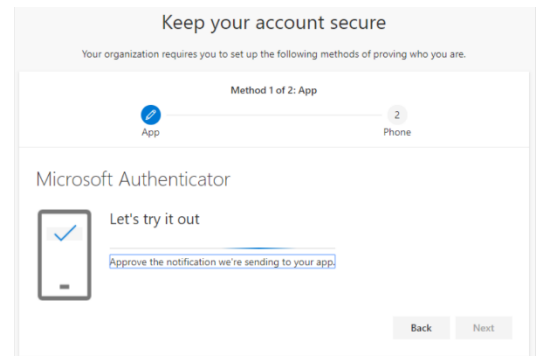 Keep your account secure
Your organization requires you to set up the following methods of proving who you are.
Method 1 of 2: App
2
App
Phone
Microsoft Authenticator
Let's try it out
Approve the notification we're sending to your app.
Back
Next